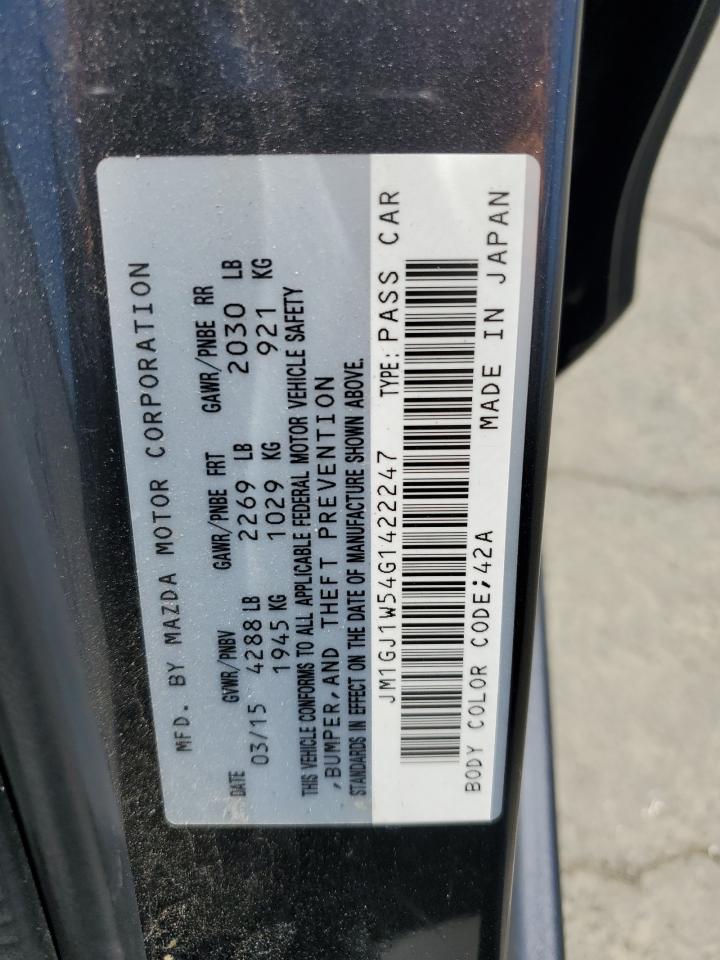 MFD. BY MAZDA MOTOR CORPORATION
DATE GVWR/PNBV GAWR/PNBE FRT GAWR/PNBE RR
03/15 4288 LB 2269 LB 2030 LB
1945 KG 1029 KG 921 KG
THIS VEHICLE CONFORMS TO ALL APPLICABLE FEDERAL MOTOR VEHICLE SAFETY
,BUMPER,AND THEFT PREVENTION
STANDARDS IN EFFECT ON THE DATE OF MANUFACTURE SHOWN ABOVE.
JM1GJ1W54G1422247 TYPE: PASS CAR
BODY COLOR CODE;42A MADE IN JAPAN